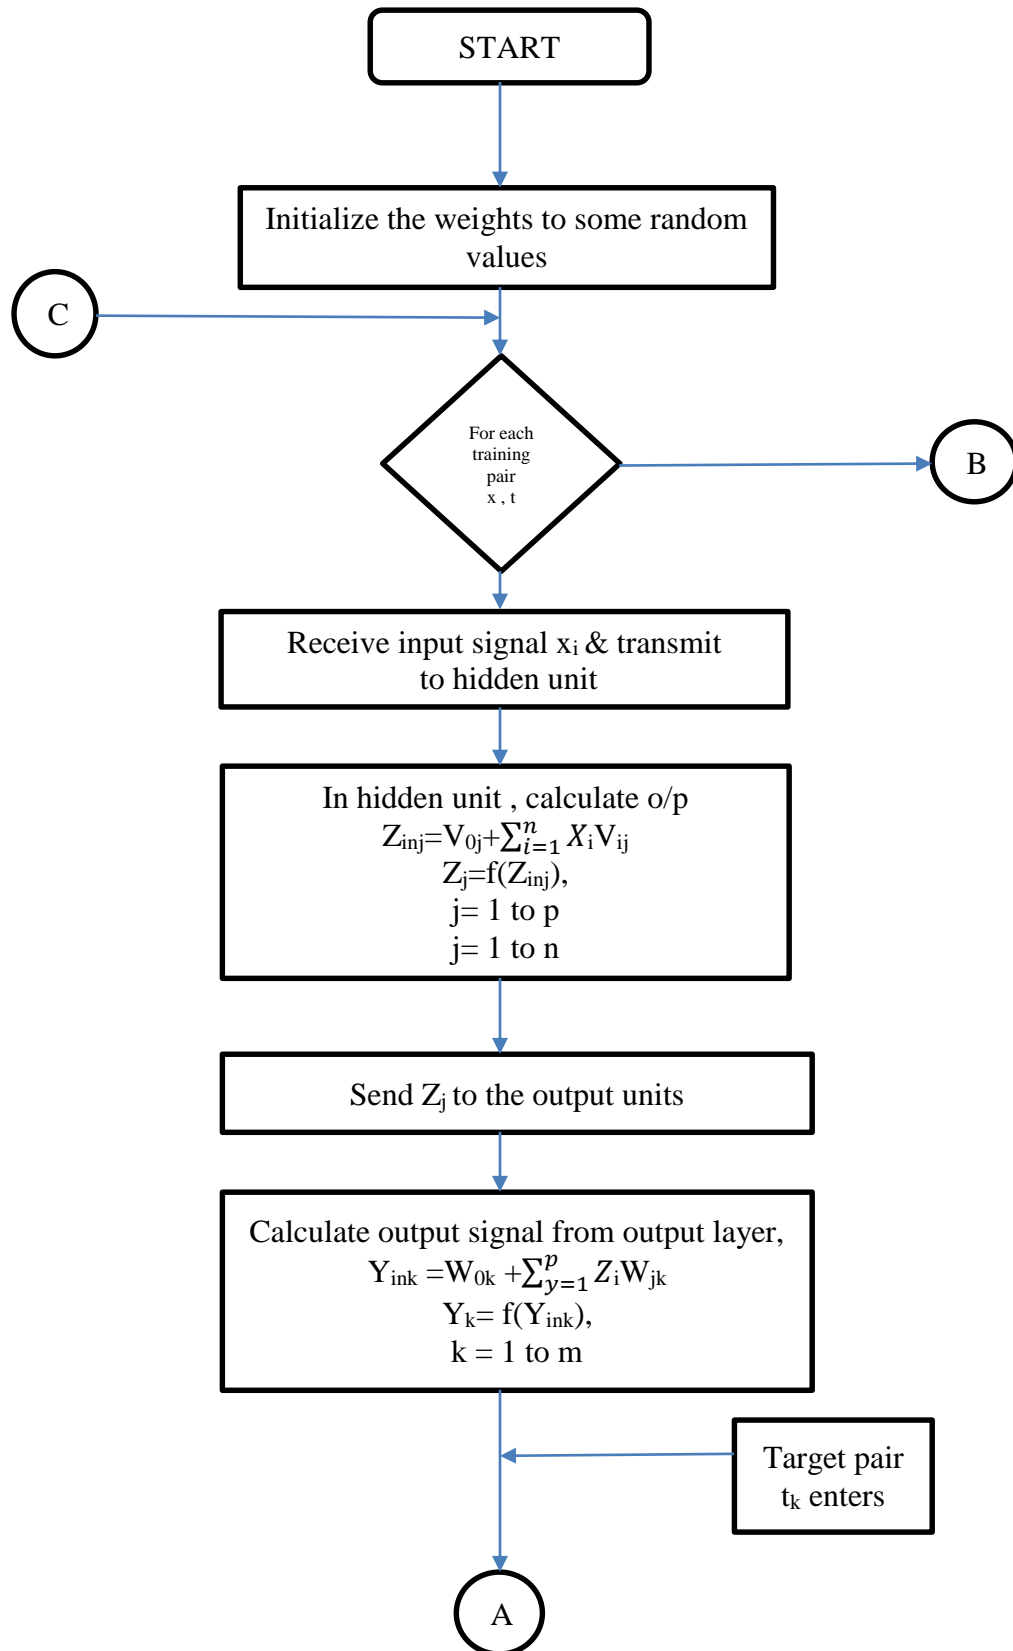 START
Initialize the weights to some random
values
C
For each
training
pair
x , t
B
Receive input signal xᵢ & transmit
to hidden unit
In hidden unit , calculate o/p
Z_inj=V_0j+∑_{i=1}^{n} X_iV_ij
Z_j=f(Z_inj),
j= 1 to p
j= 1 to n
Send Z_j to the output units
Calculate output signal from output layer,
Y_ink =W_0k +∑_{y=1}^{p} Z_iW_jk
Y_k= f(Y_ink),
k = 1 to m
Target pair
t_k enters
A